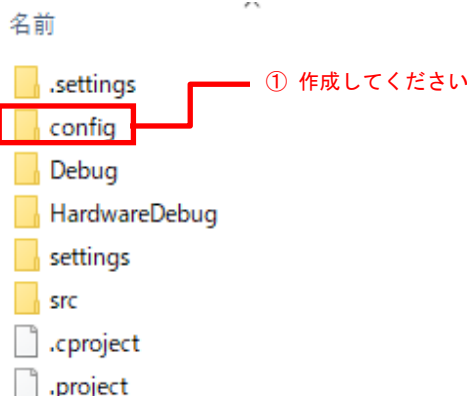 名前
.settings
① 作成してください
config
Debug
HardwareDebug
settings
src
.cproject
.project